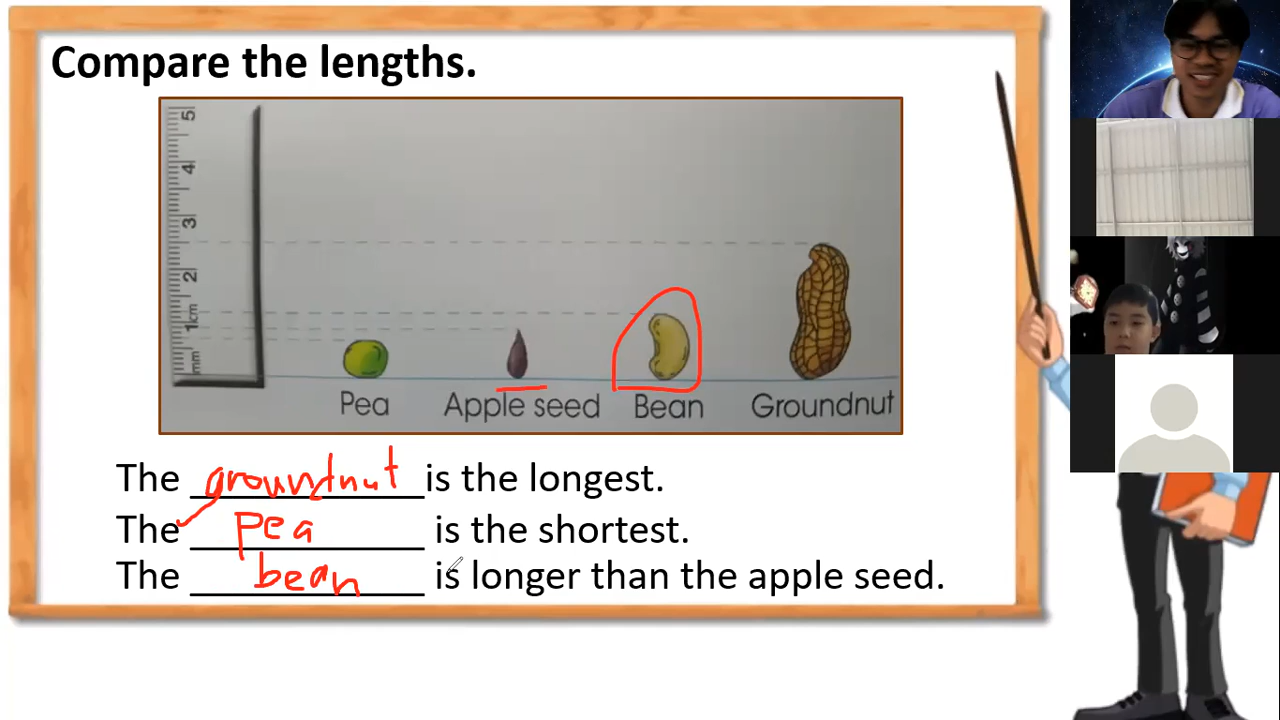 Compare the lengths.
5
4
3
2
1cm
mm
Pea Apple seed Bean Groundnut
The groundnut is the longest.
The pea is the shortest.
The bean is longer than the apple seed.